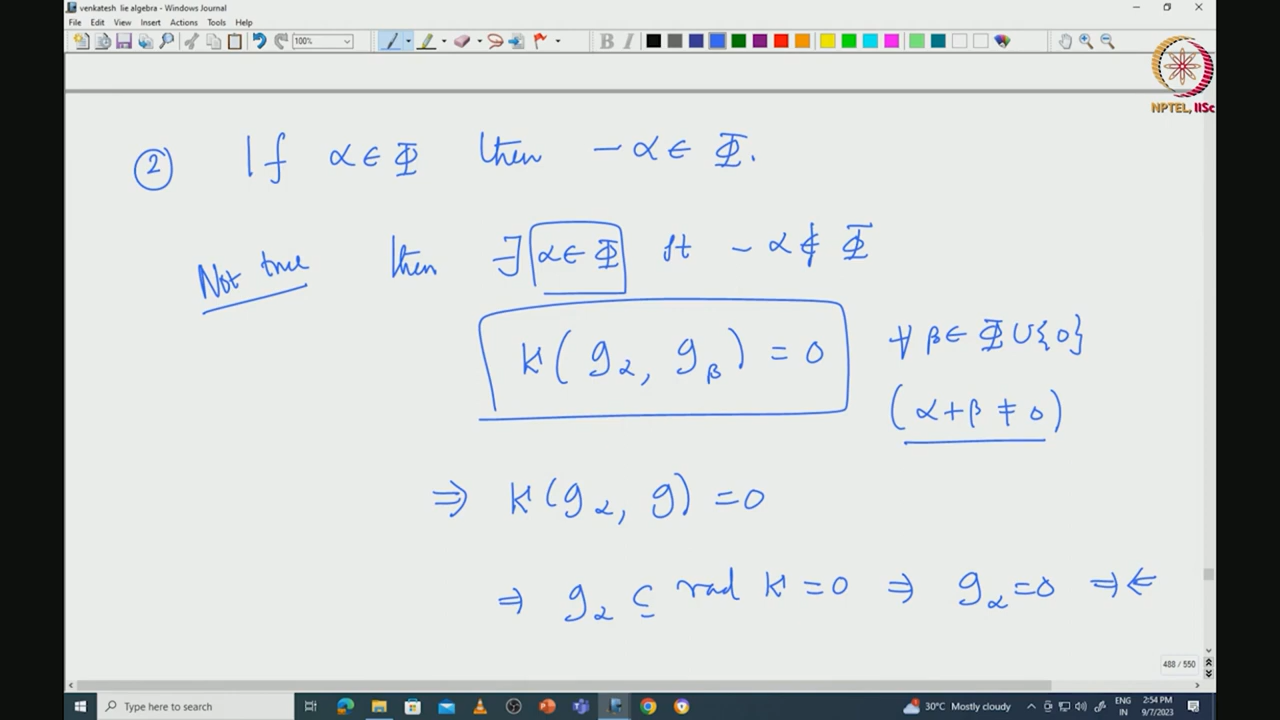 venkatesh lie algebra - Windows Journal
File Edit View Insert Actions Tools Help
100%
B I
NPTEL, IISc
② If α ∈ Φ then - α ∈ Φ.
Not true then ∃ α ∈ Φ st - α ∉ Φ
κ( g_α, g_β ) = 0 ∀ β ∈ Φ ∪ {0}
( α + β ≠ 0 )
⇒ κ( g_α, g ) = 0
⇒ g_α ⊆ rad κ = 0 ⇒ g_α = 0 ⇒⇐
488 / 550
Type here to search
30°C Mostly cloudy
ENG
IN
2:54 PM
9/7/2023